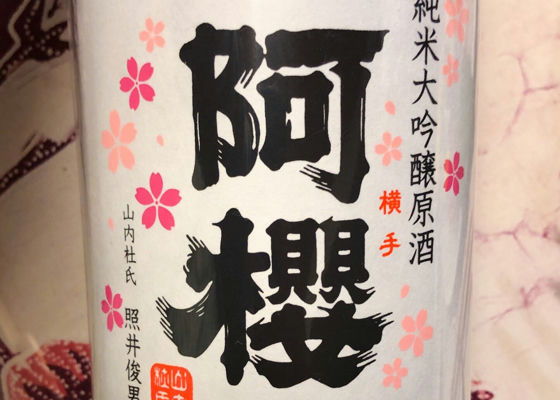 純米大吟醸原酒
横手
阿櫻
山内杜氏
照井俊男